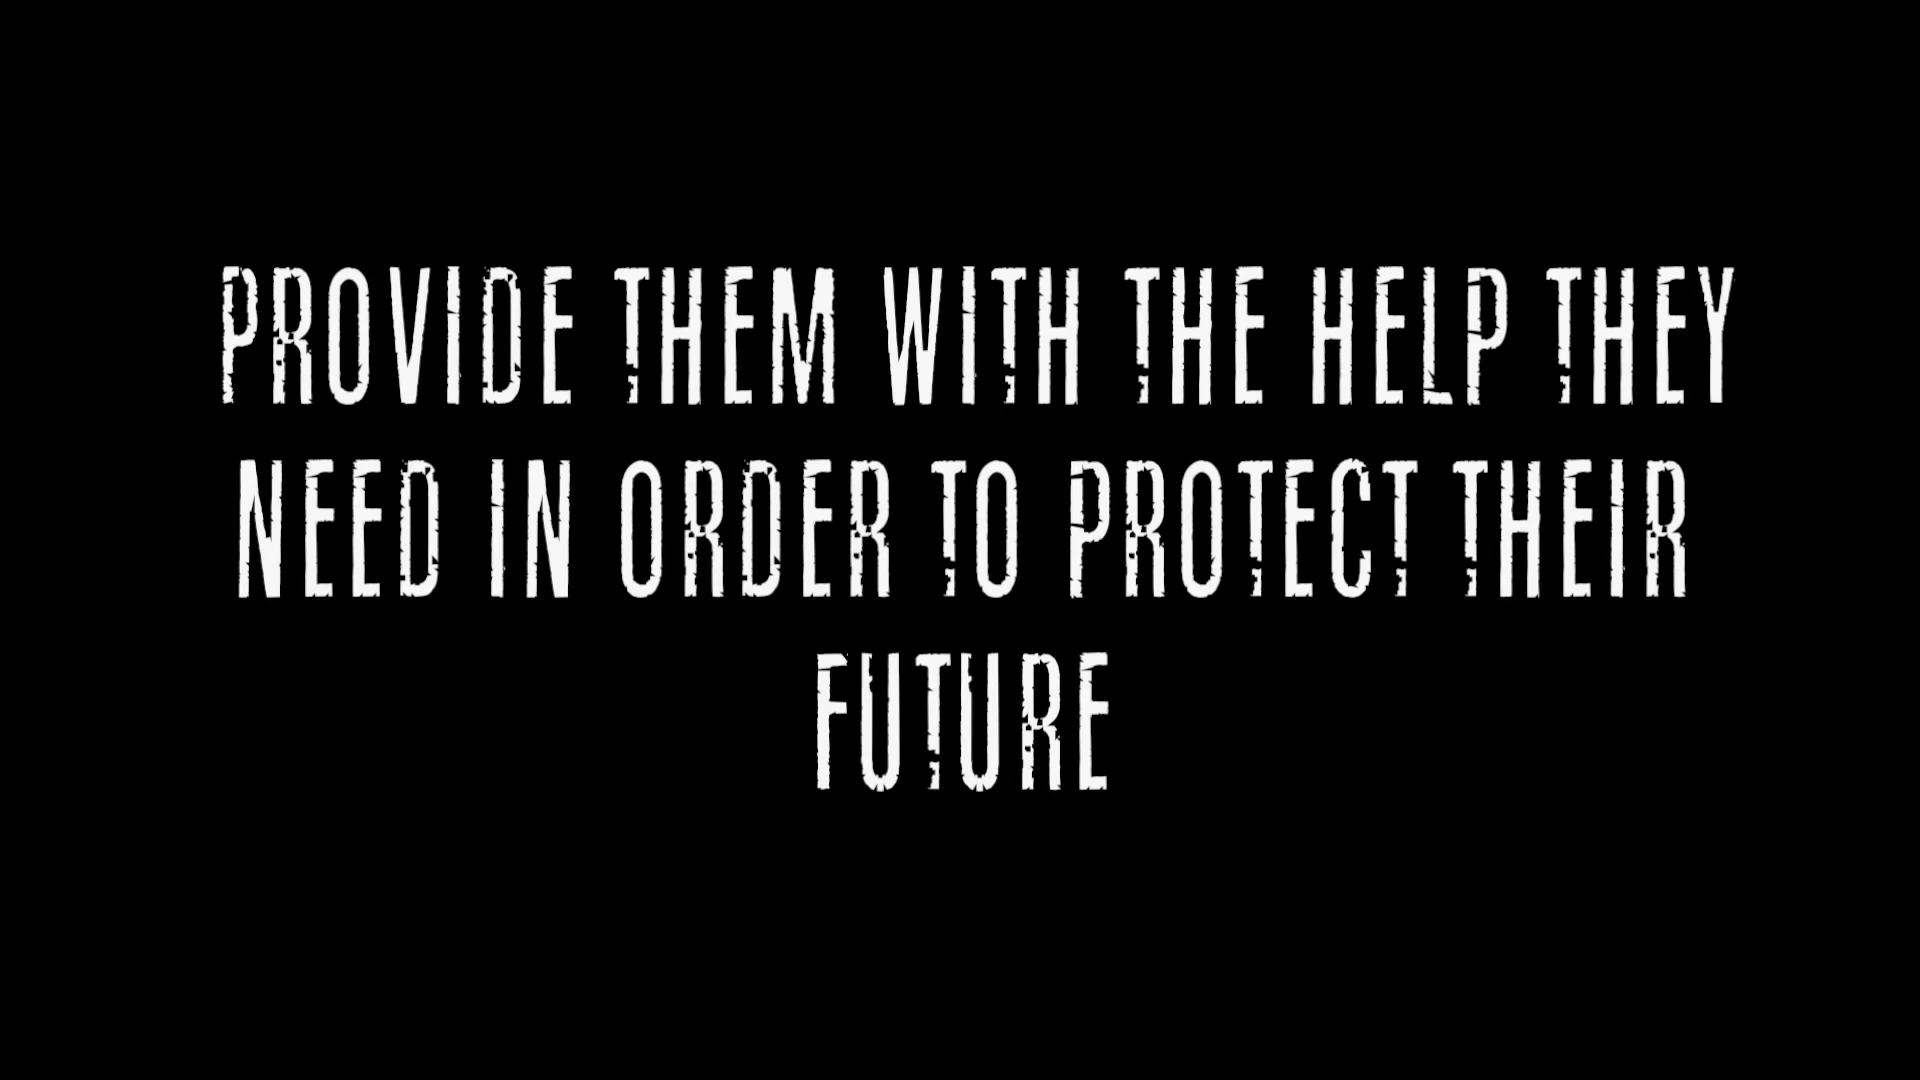 PROVIDE THEM WITH THE HELP THEY
NEED IN ORDER TO PROTECT THEIR
FUTURE